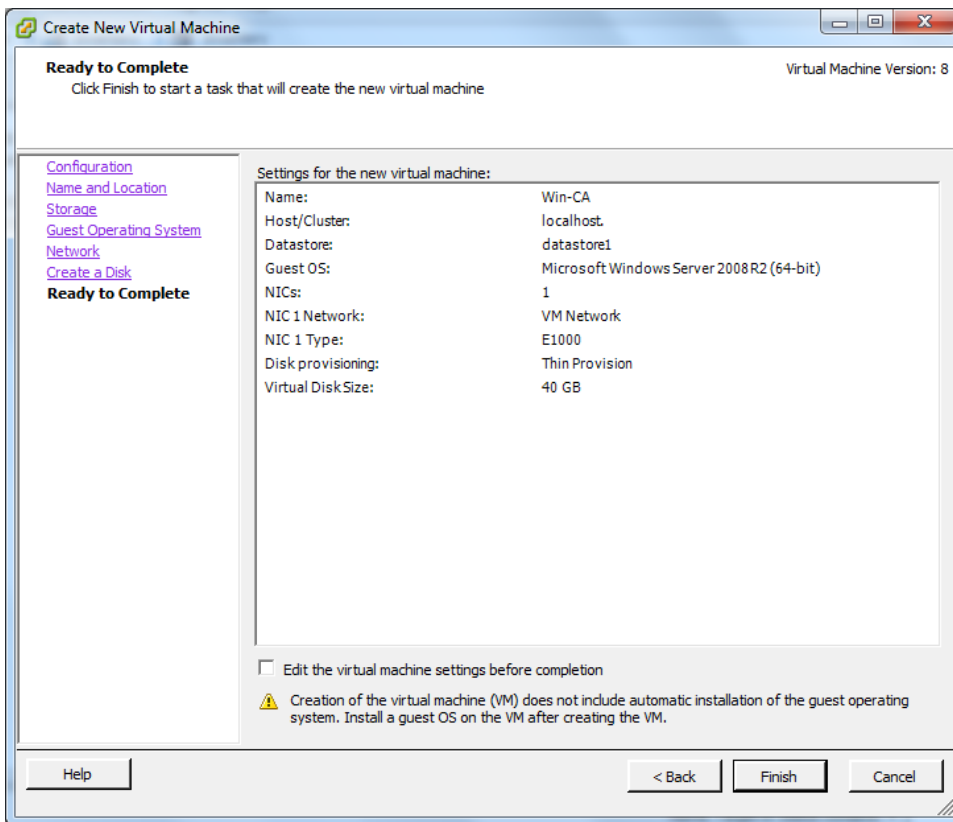 Create New Virtual Machine
Ready to Complete
Virtual Machine Version: 8
Click Finish to start a task that will create the new virtual machine
Configuration
Name and Location
Storage
Guest Operating System
Network
Create a Disk
Ready to Complete
Settings for the new virtual machine:
Name: Win-CA
Host/Cluster: localhost.
Datastore: datastore1
Guest OS: Microsoft Windows Server 2008 R2 (64-bit)
NICs: 1
NIC 1 Network: VM Network
NIC 1 Type: E1000
Disk provisioning: Thin Provision
Virtual Disk Size: 40 GB
Edit the virtual machine settings before completion
Creation of the virtual machine (VM) does not include automatic installation of the guest operating
system. Install a guest OS on the VM after creating the VM.
Help
< Back
Finish
Cancel